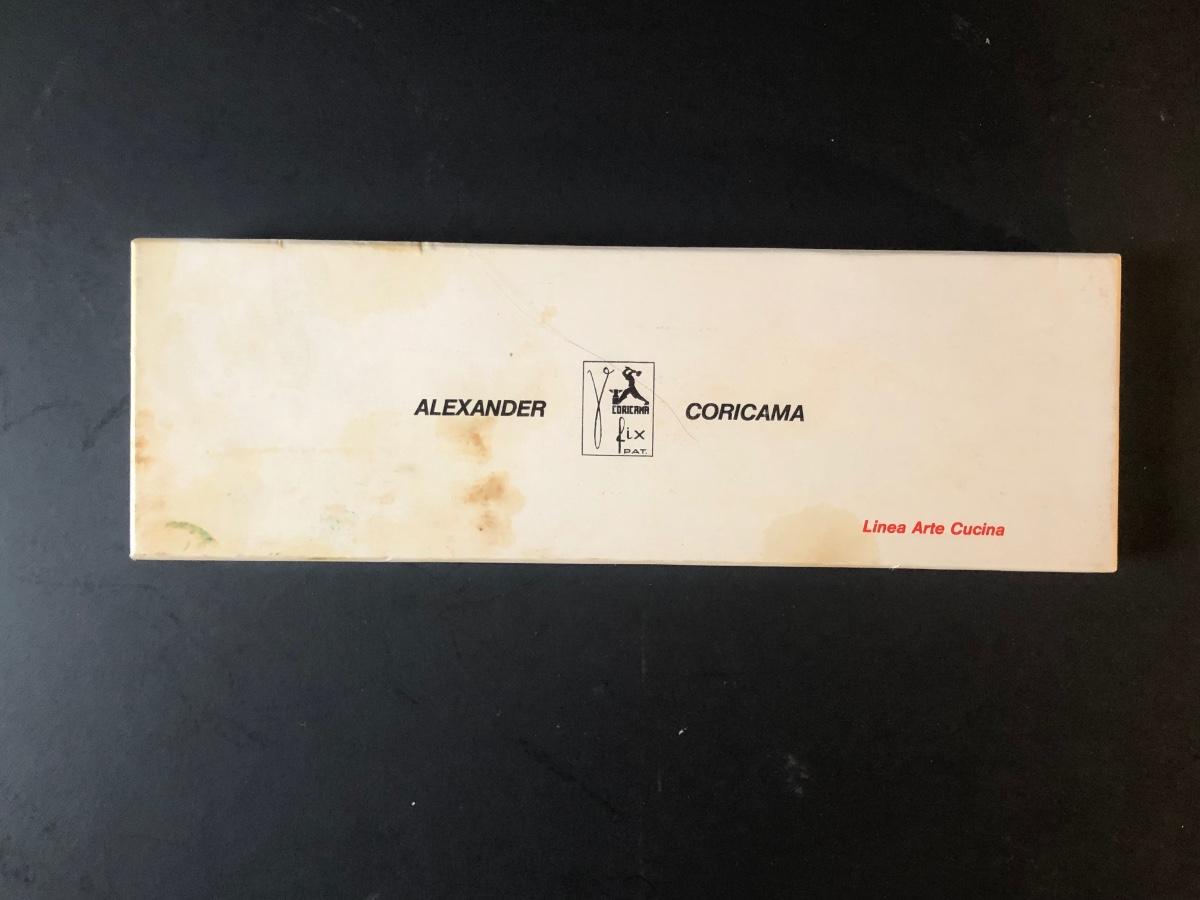 ALEXANDER
CORICAMA
fix
PAT.
CORICAMA
Linea Arte Cucina